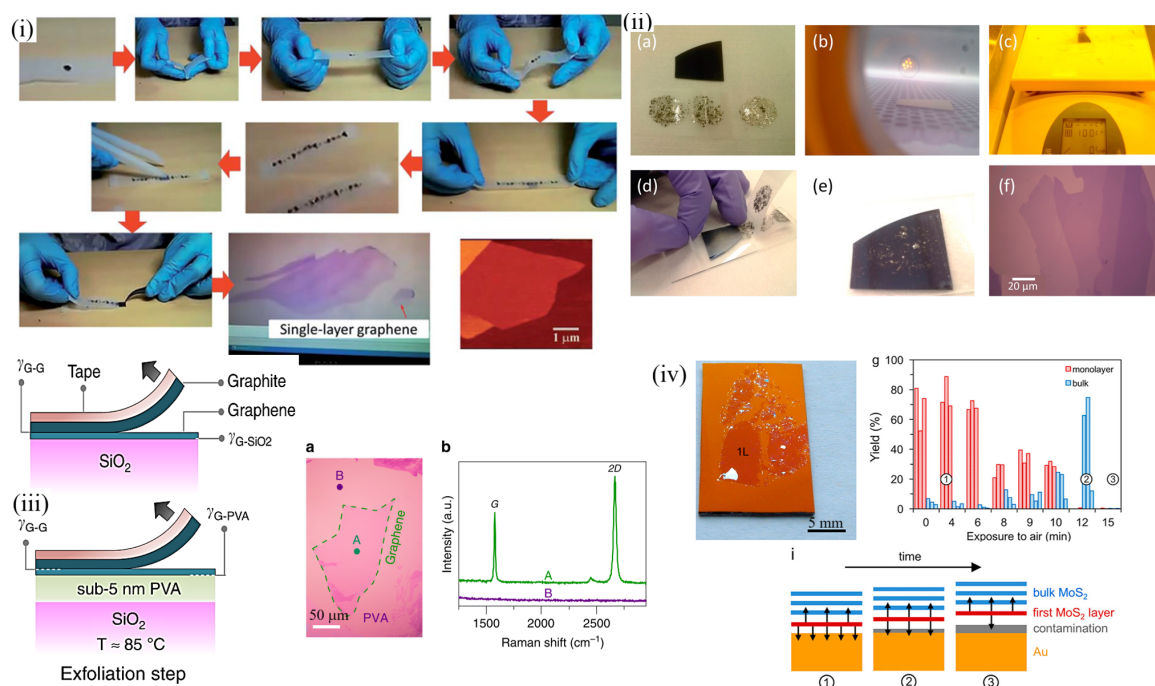 (i)
Single-layer graphene
1 µm
(ii)
(a)
(b)
(c)
(d)
(e)
(f)
20 µm
γG-G
Tape
Graphite
Graphene
γG-SiO2
SiO2
(iii)
γG-G
γG-PVA
sub-5 nm PVA
SiO2
T ≈ 85 °C
Exfoliation step
a
B
A
Graphene
50 µm
PVA
b
Intensity (a.u.)
G
2D
A
B
1500
2000
2500
Raman shift (cm−1)
(iv)
1L
5 mm
g
Yield (%)
100
80
60
40
20
0
monolayer
bulk
1
2
3
0 4 6 8 9 10 12 15
Exposure to air (min)
i
time
bulk MoS2
first MoS2 layer
contamination
Au
1
2
3